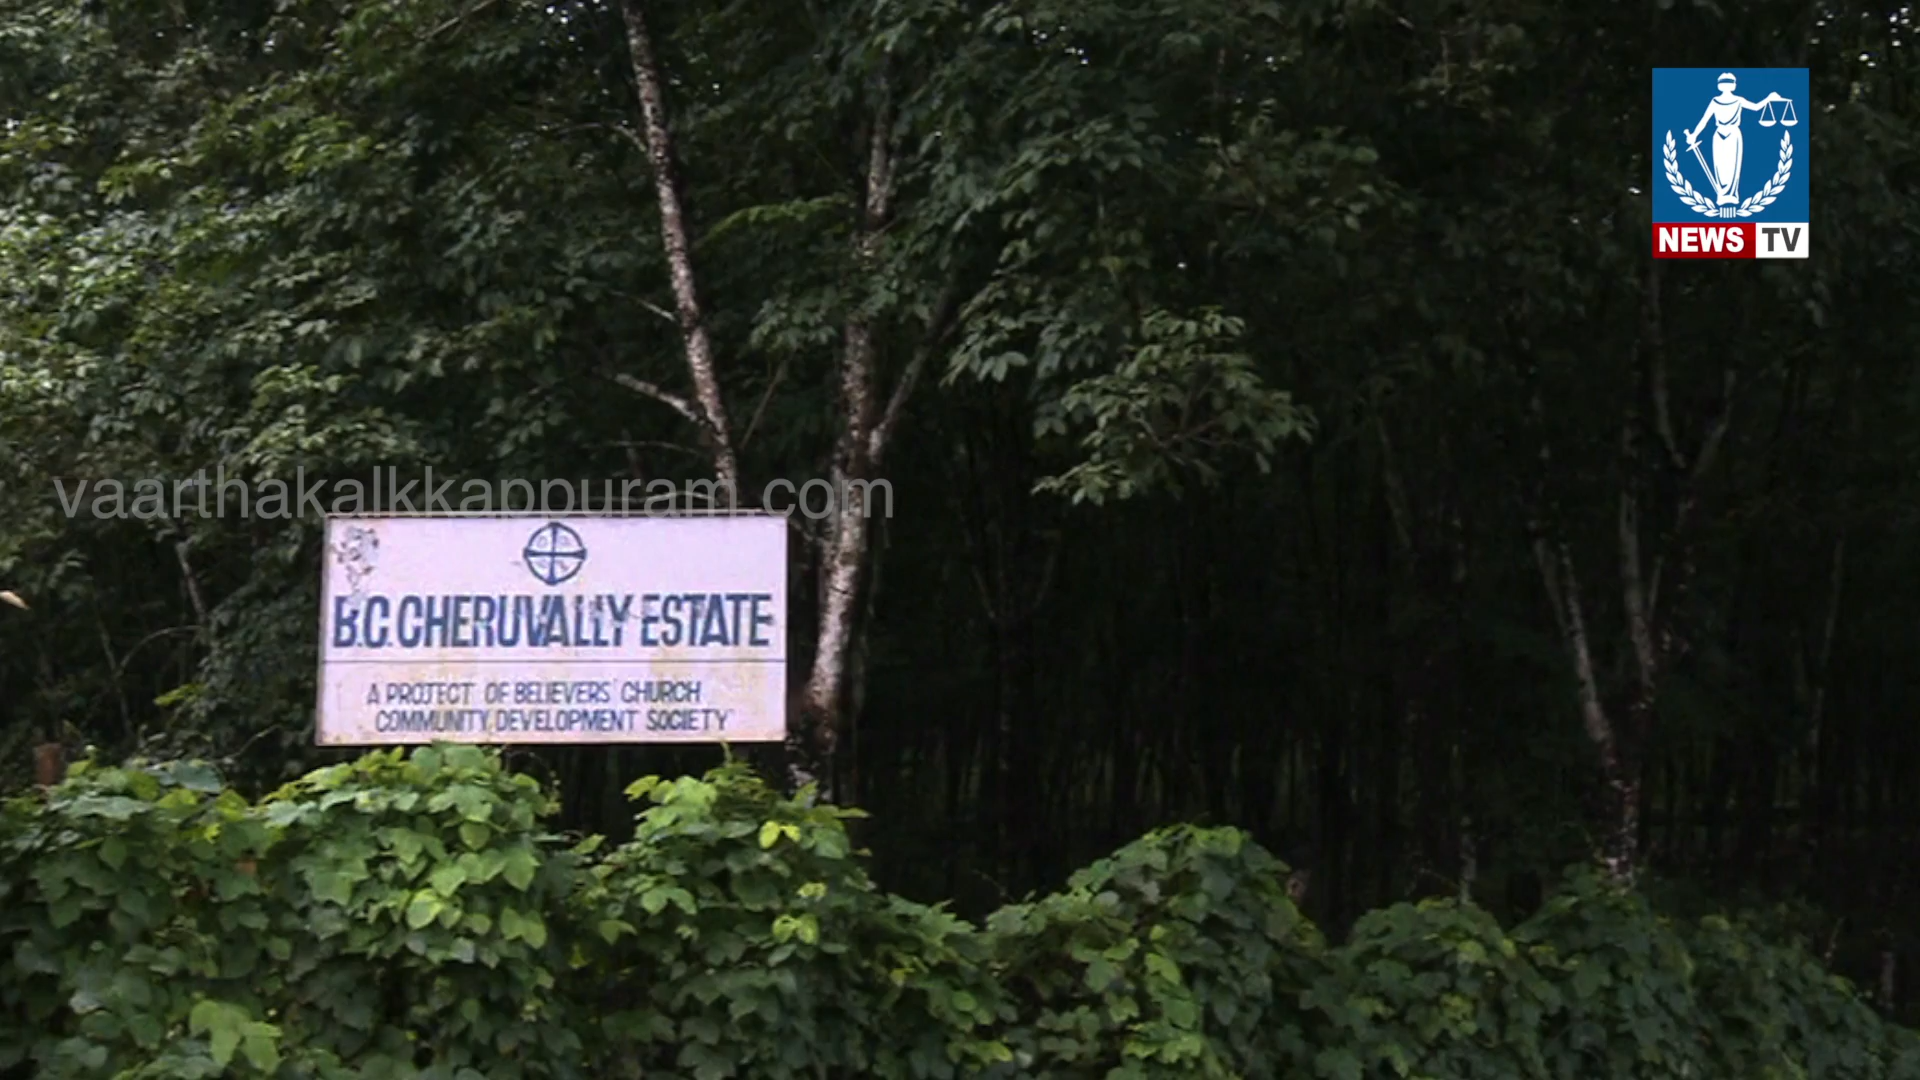 NEWS TV
vaarthakalkkappuram.com
B.C. CHERUVALLY ESTATE
A PROJECT OF BELIEVERS' CHURCH
COMMUNITY DEVELOPMENT SOCIETY